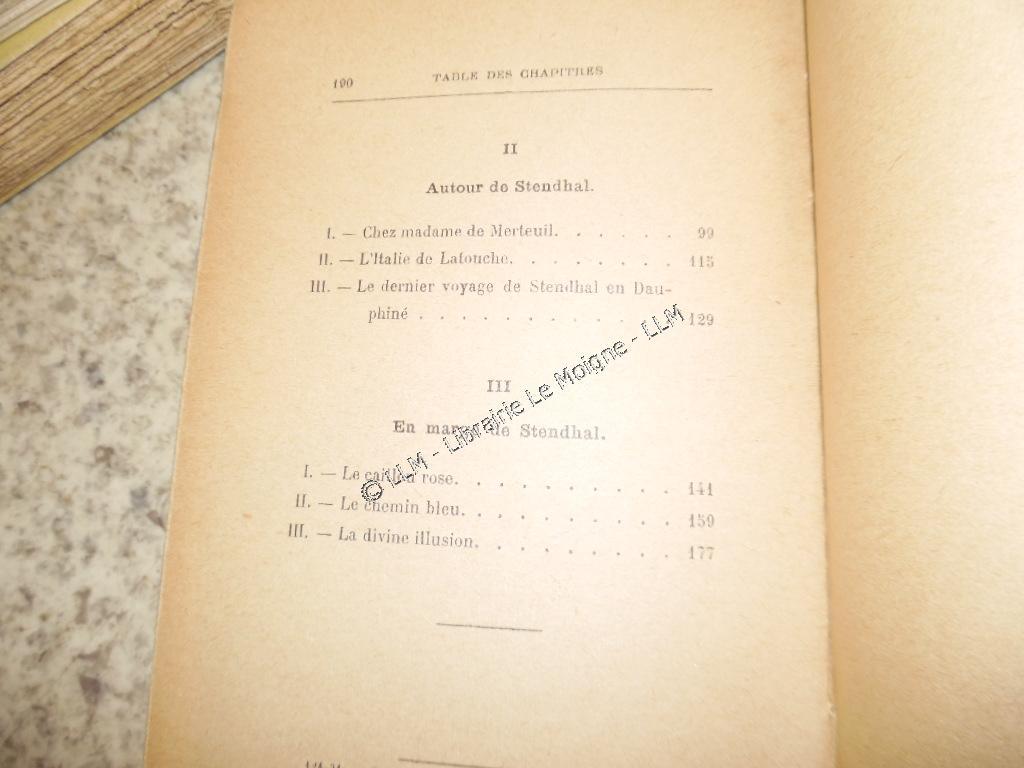 190 TABLE DES CHAPITRES
II
Autour de Stendhal.
I. — Chez madame de Merteuil. . . . . . . 99
II. — L'Italie de Latouche. . . . . . . . 115
III. — Le dernier voyage de Stendhal en Dau-
phiné . . . . . . . . . . 129
III
En marge de Stendhal.
I. — Le caillou rose. . . . . . . . . . 141
II. — Le chemin bleu. . . . . . . . . . 159
III. — La divine illusion. . . . . . . . . 177
© LLM - Librairie Le Moigne - LLM